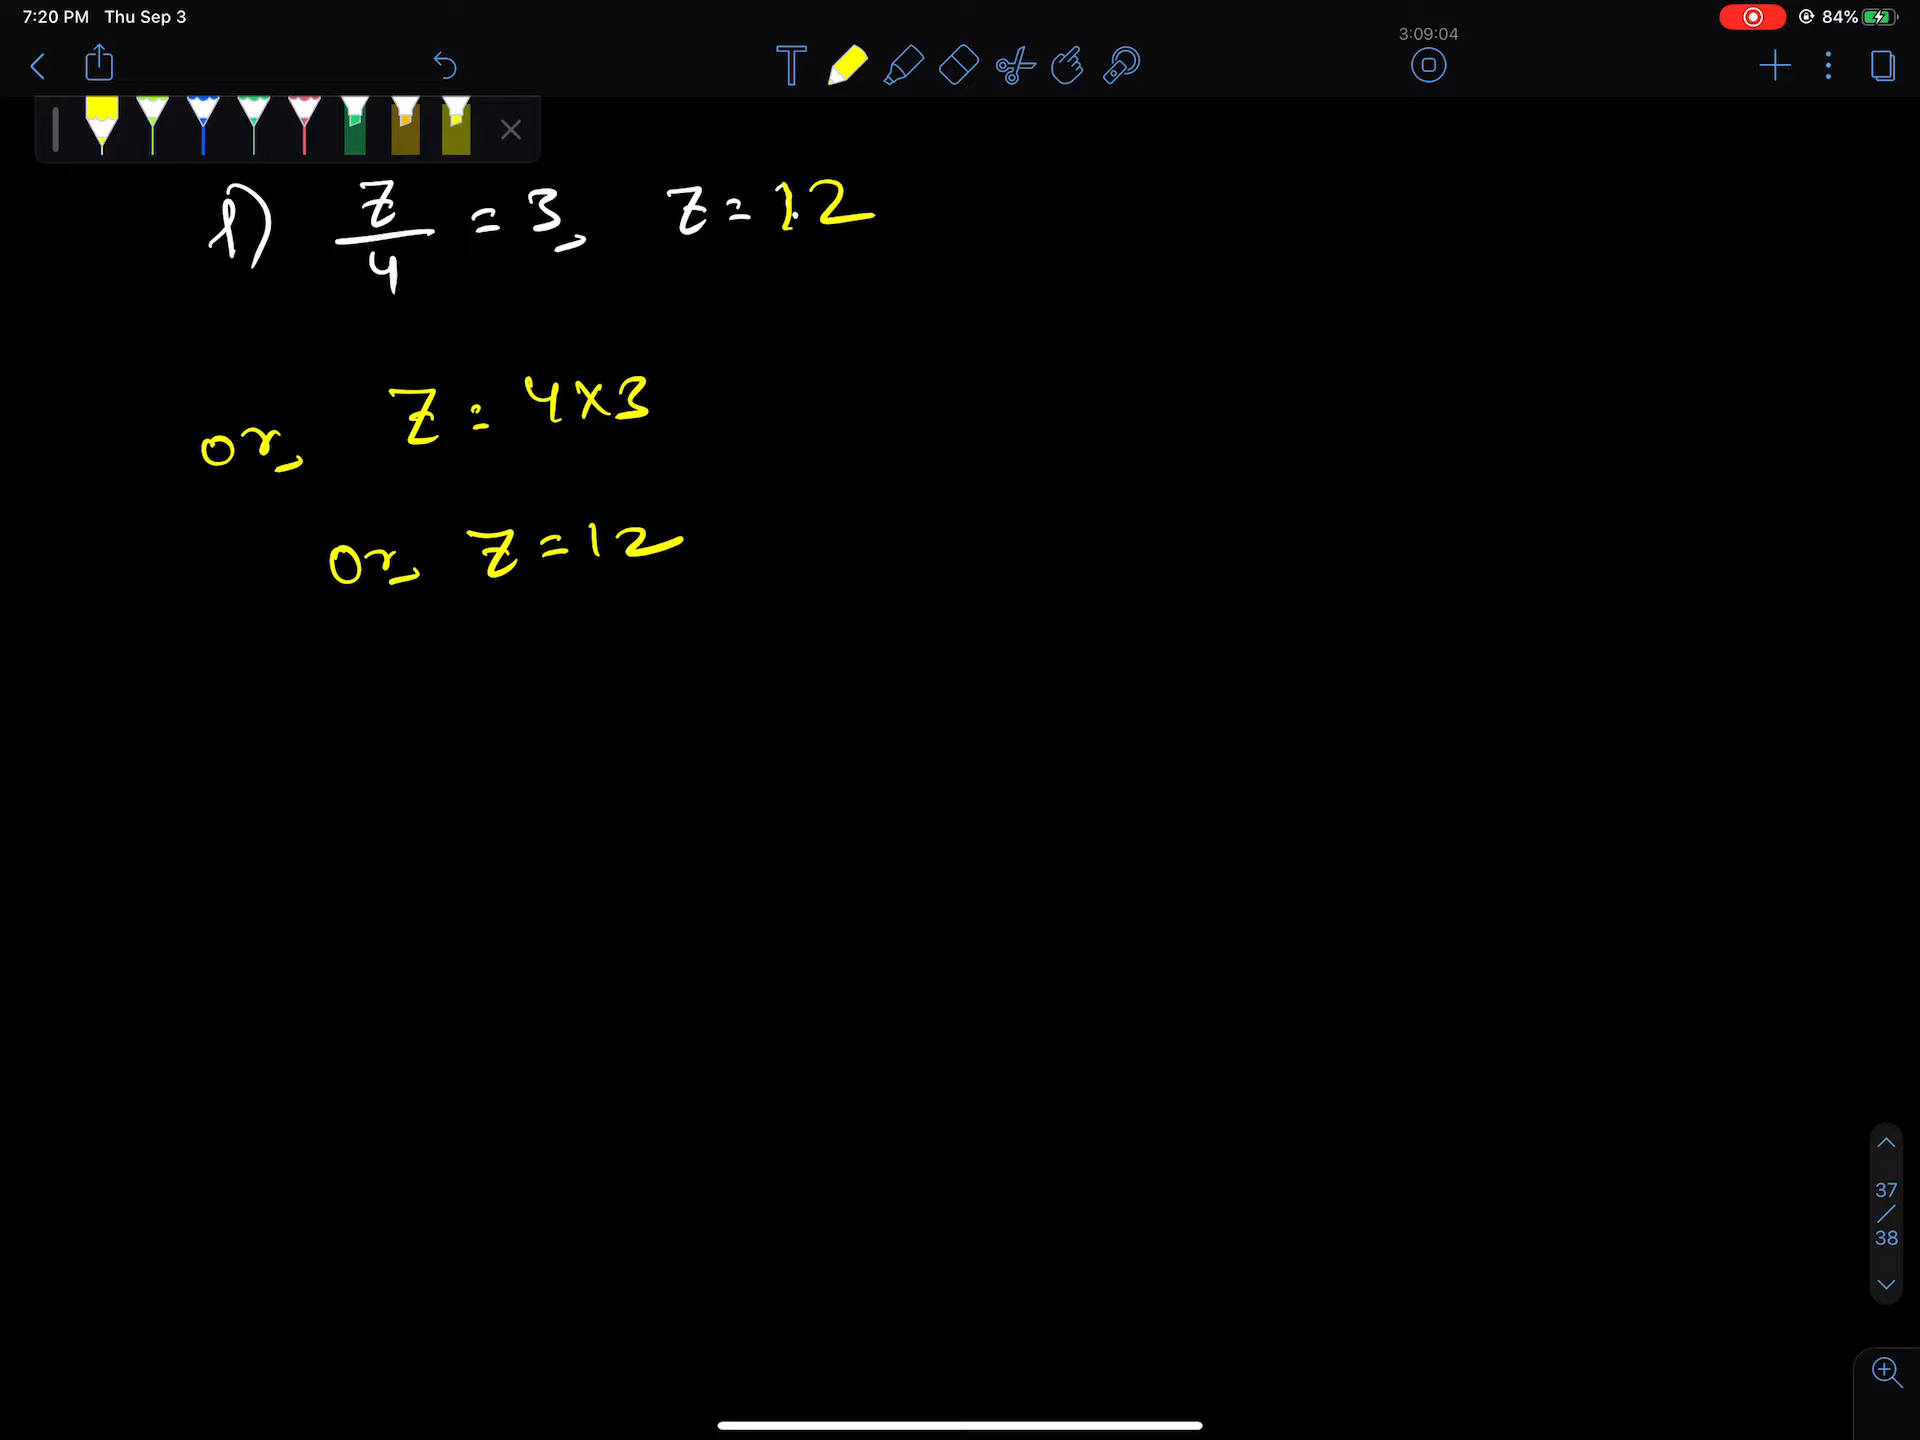 7:20 PM Thu Sep 3
84%
3:09:04
f) z/4 = 3, z = 12
or, z = 4×3
or, z = 12
37
/
38